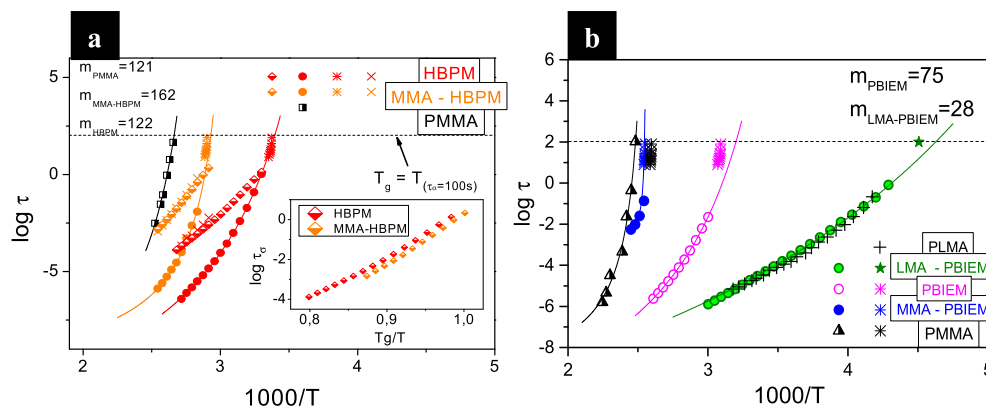 a
m_PMMA=121
m_MMA-HBPM=162
m_HBPM=122
HBPM
MMA - HBPM
PMMA
T_g = T_(τα=100s)
log τ
5
0
-5
HBPM
MMA-HBPM
log τ_σ
0
-2
-4
0,8
0,9
1,0
Tg/T
2
3
4
5
1000/T
b
m_PBIEM=75
m_LMA-PBIEM=28
log τ
6
4
2
0
-2
-4
-6
-8
PLMA
LMA - PBIEM
PBIEM
MMA - PBIEM
PMMA
2
3
4
5
1000/T